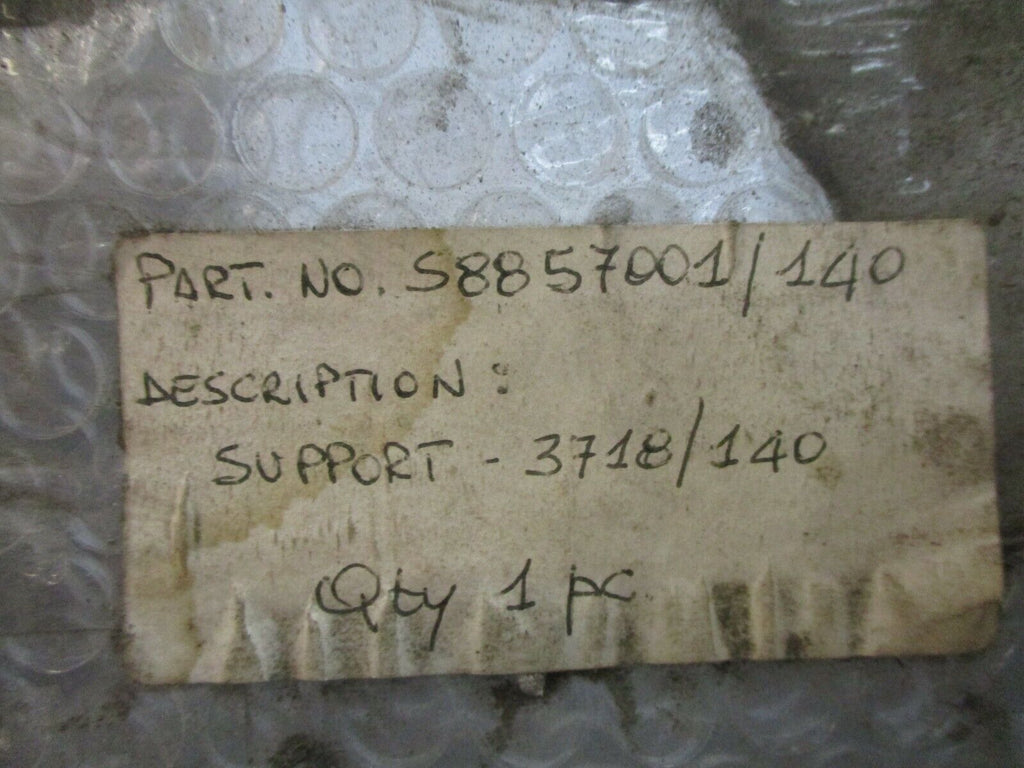 PART. NO. S8857001/140
DESCRIPTION:
SUPPORT - 3718/140
Qty 1 pc